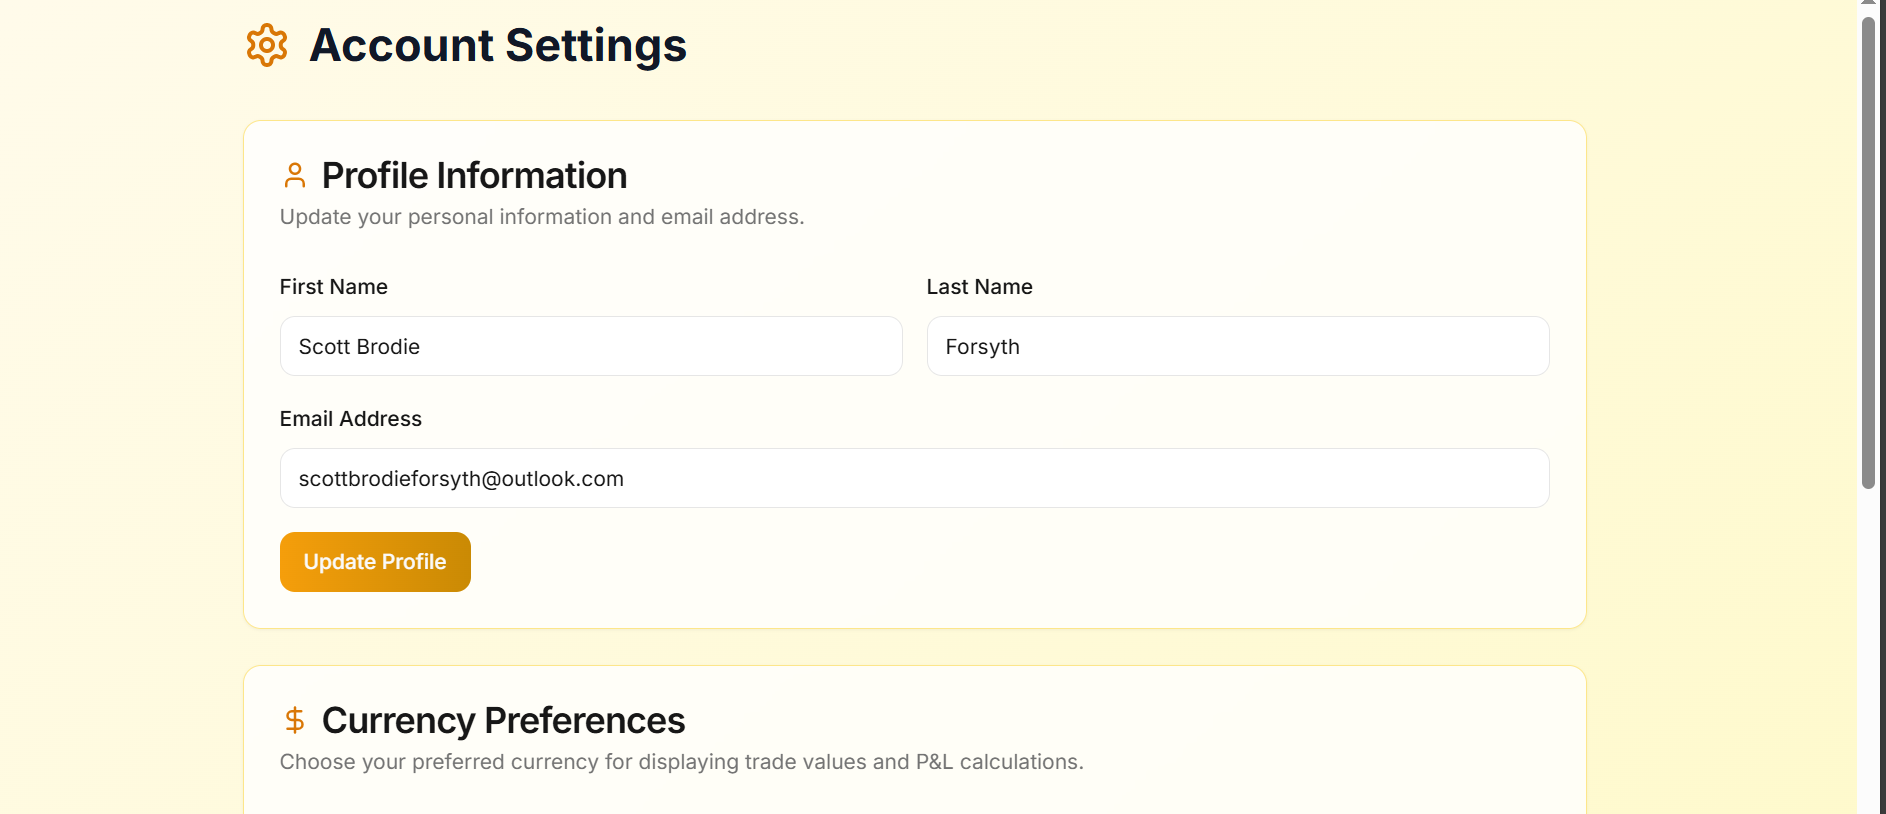 Account Settings
Profile Information
Update your personal information and email address.
First Name
Last Name
Scott Brodie
Forsyth
Email Address
scottbrodieforsyth@outlook.com
Update Profile
Currency Preferences
Choose your preferred currency for displaying trade values and P&L calculations.